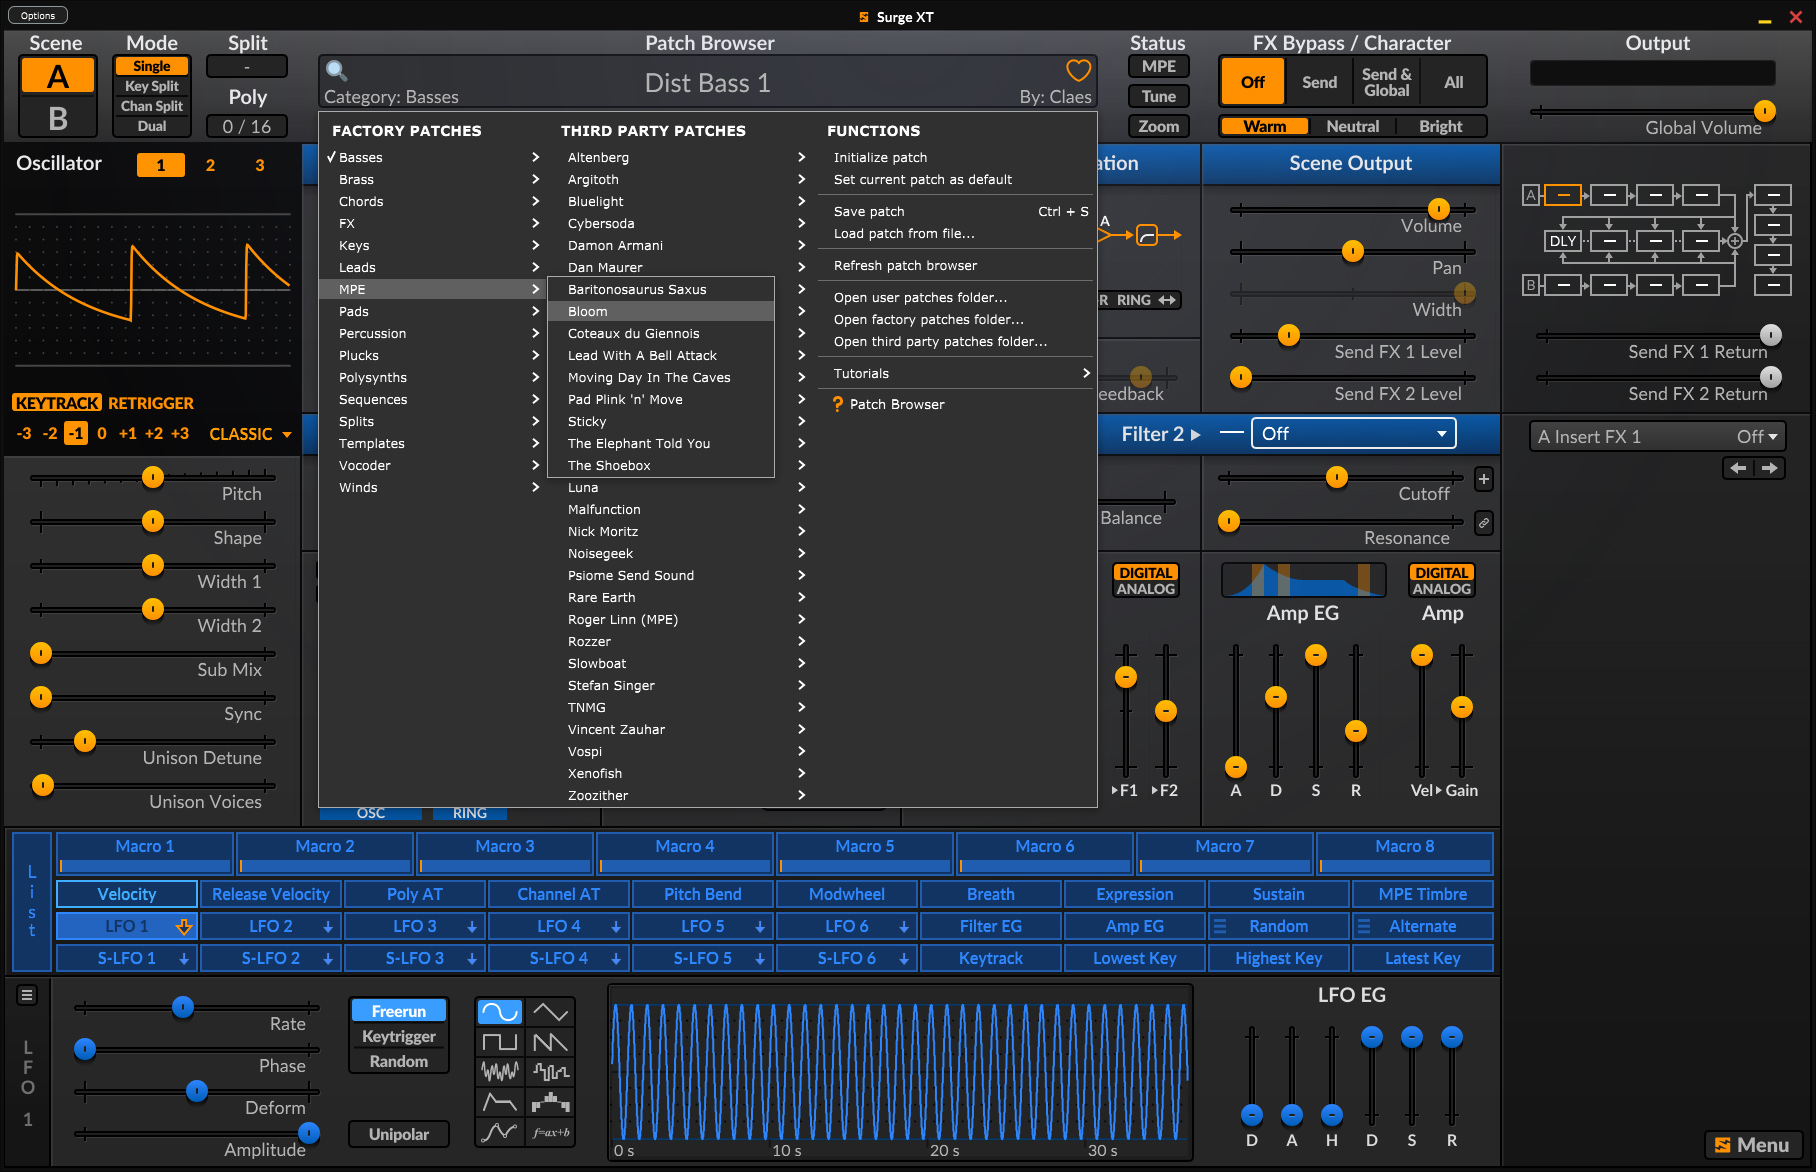 Options
Surge XT
Scene
Mode
Split
Patch Browser
Status
FX Bypass / Character
Output
A
B
Single
Key Split
Chan Split
Dual
-
Poly
0 / 16
Dist Bass 1
Category: Basses
By: Claes
MPE
Tune
Zoom
Off
Send
Send & Global
All
Warm
Neutral
Bright
Global Volume
FACTORY PATCHES
Basses
Brass
Chords
FX
Keys
Leads
MPE
Pads
Percussion
Plucks
Polysynths
Sequences
Splits
Templates
Vocoder
Winds
THIRD PARTY PATCHES
Altenberg
Argitoth
Bluelight
Cybersoda
Damon Armani
Dan Maurer
Baritonosaurus Saxus
Bloom
Coteaux du Giennois
Lead With A Bell Attack
Moving Day In The Caves
Pad Plink 'n' Move
Sticky
The Elephant Told You
The Shoebox
Luna
Malfunction
Nick Moritz
Noisegeek
Psiome Send Sound
Rare Earth
Roger Linn (MPE)
Rozzer
Slowboat
Stefan Singer
TNMG
Vincent Zauhar
Vospi
Xenofish
Zoozither
FUNCTIONS
Initialize patch
Set current patch as default
Save patch Ctrl + S
Load patch from file...
Refresh patch browser
Open user patches folder...
Open factory patches folder...
Open third party patches folder...
Tutorials
? Patch Browser
Oscillator
1 2 3
KEYTRACK RETRIGGER
-3 -2 -1 0 +1 +2 +3 CLASSIC
Pitch
Shape
Width 1
Width 2
Sub Mix
Sync
Unison Detune
Unison Voices
OSC
RING
ation
A
R RING
eedback
Scene Output
Volume
Pan
Width
Send FX 1 Level
Send FX 2 Level
A
DLY
B
Send FX 1 Return
Send FX 2 Return
Filter 2
Off
A Insert FX 1 Off
Balance
Cutoff
+
Resonance
DIGITAL
ANALOG
Amp EG
DIGITAL
ANALOG
Amp
F1 F2
A D S R
Vel Gain
List
Macro 1 Macro 2 Macro 3 Macro 4 Macro 5 Macro 6 Macro 7 Macro 8
Velocity Release Velocity Poly AT Channel AT Pitch Bend Modwheel Breath Expression Sustain MPE Timbre
LFO 1 LFO 2 LFO 3 LFO 4 LFO 5 LFO 6 Filter EG Amp EG Random Alternate
S-LFO 1 S-LFO 2 S-LFO 3 S-LFO 4 S-LFO 5 S-LFO 6 Keytrack Lowest Key Highest Key Latest Key
LFO 1
Rate
Phase
Deform
Amplitude
Freerun
Keytrigger
Random
Unipolar
f=ax+b
0 s 10 s 20 s 30 s
LFO EG
D A H D S R
Menu